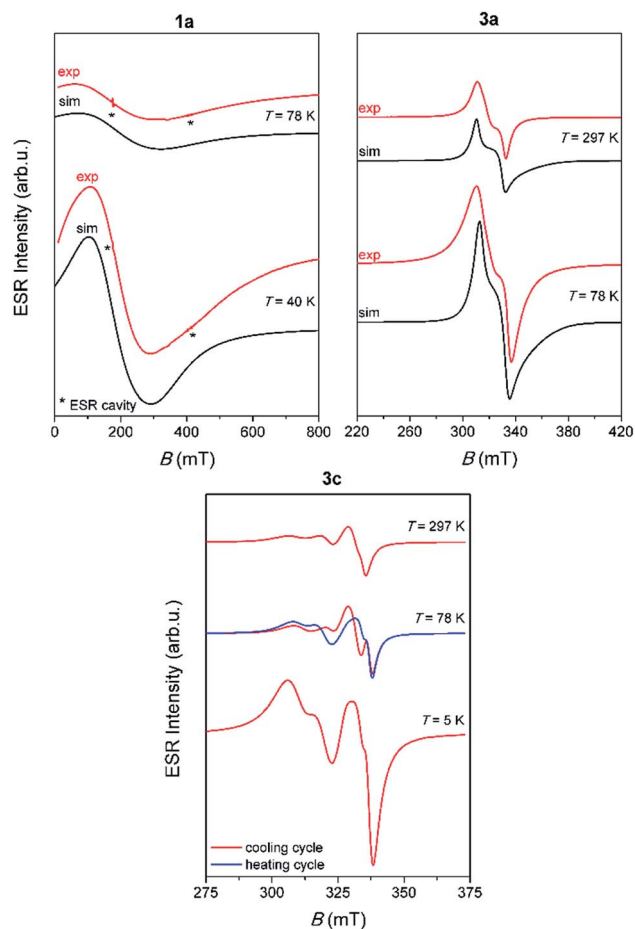 1a
exp
sim
T = 78 K
exp
sim
T = 40 K
* ESR cavity
0 200 400 600 800
B (mT)
ESR Intensity (arb.u.)
3a
exp
sim
T = 297 K
exp
sim
T = 78 K
220 260 300 340 380 420
B (mT)
3c
T = 297 K
T = 78 K
T = 5 K
cooling cycle
heating cycle
275 300 325 350 375
B (mT)
ESR Intensity (arb.u.)